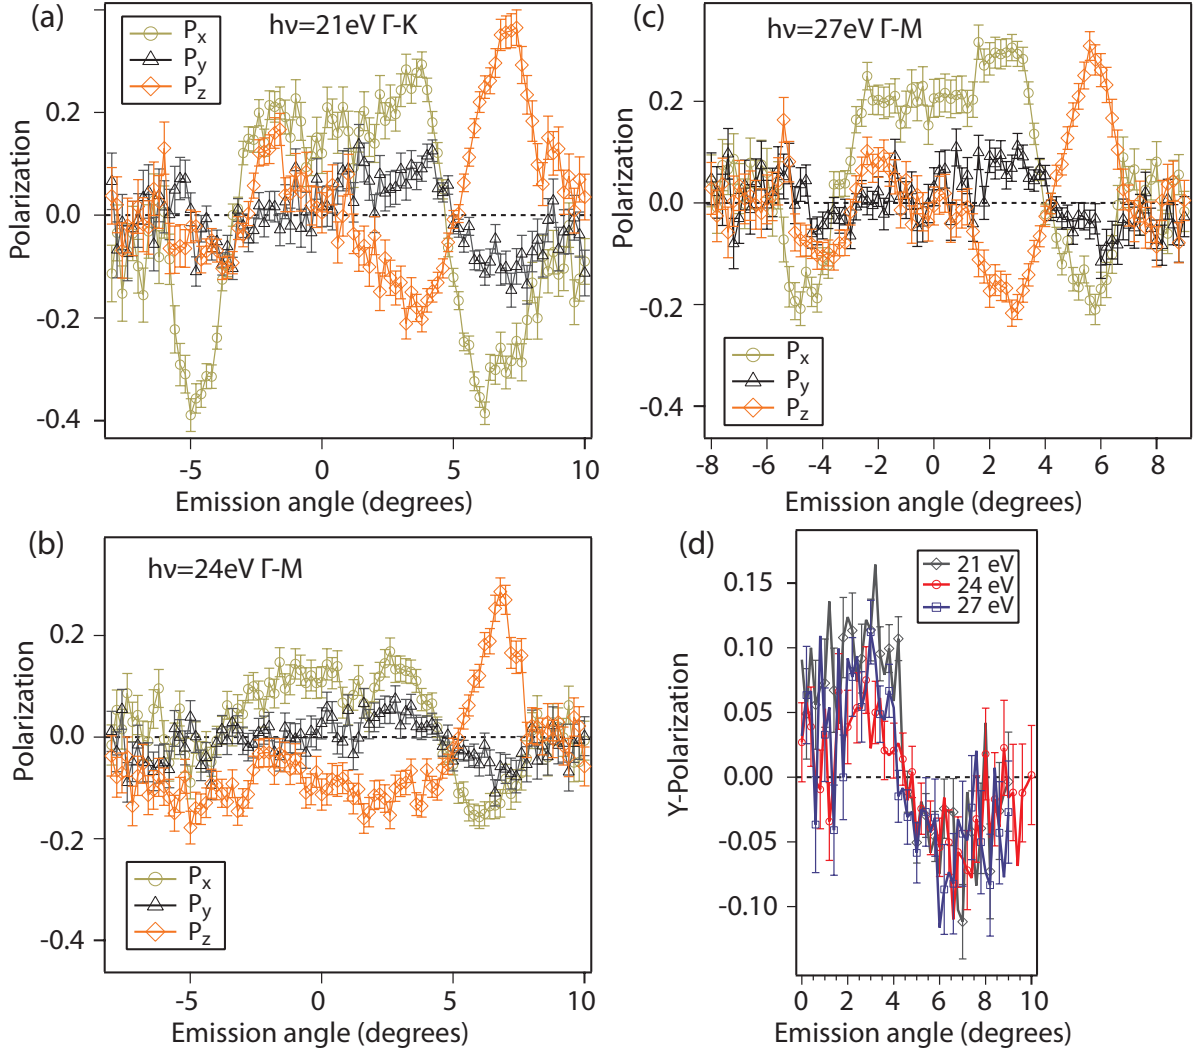 (a)
hν=21eV Γ-K
Px
Py
Pz
0.2
0.0
-0.2
-0.4
Polarization
-5
0
5
10
Emission angle (degrees)
(c)
hν=27eV Γ-M
0.2
0.0
-0.2
-0.4
Polarization
Px
Py
Pz
-8
-6
-4
-2
0
2
4
6
8
Emission angle (degrees)
(b)
hν=24eV Γ-M
0.2
0.0
-0.2
-0.4
Polarization
Px
Py
Pz
-5
0
5
10
Emission angle (degrees)
(d)
21 eV
24 eV
27 eV
0.15
0.10
0.05
0.00
-0.05
-0.10
Y-Polarization
0
2
4
6
8
10
Emission angle (degrees)